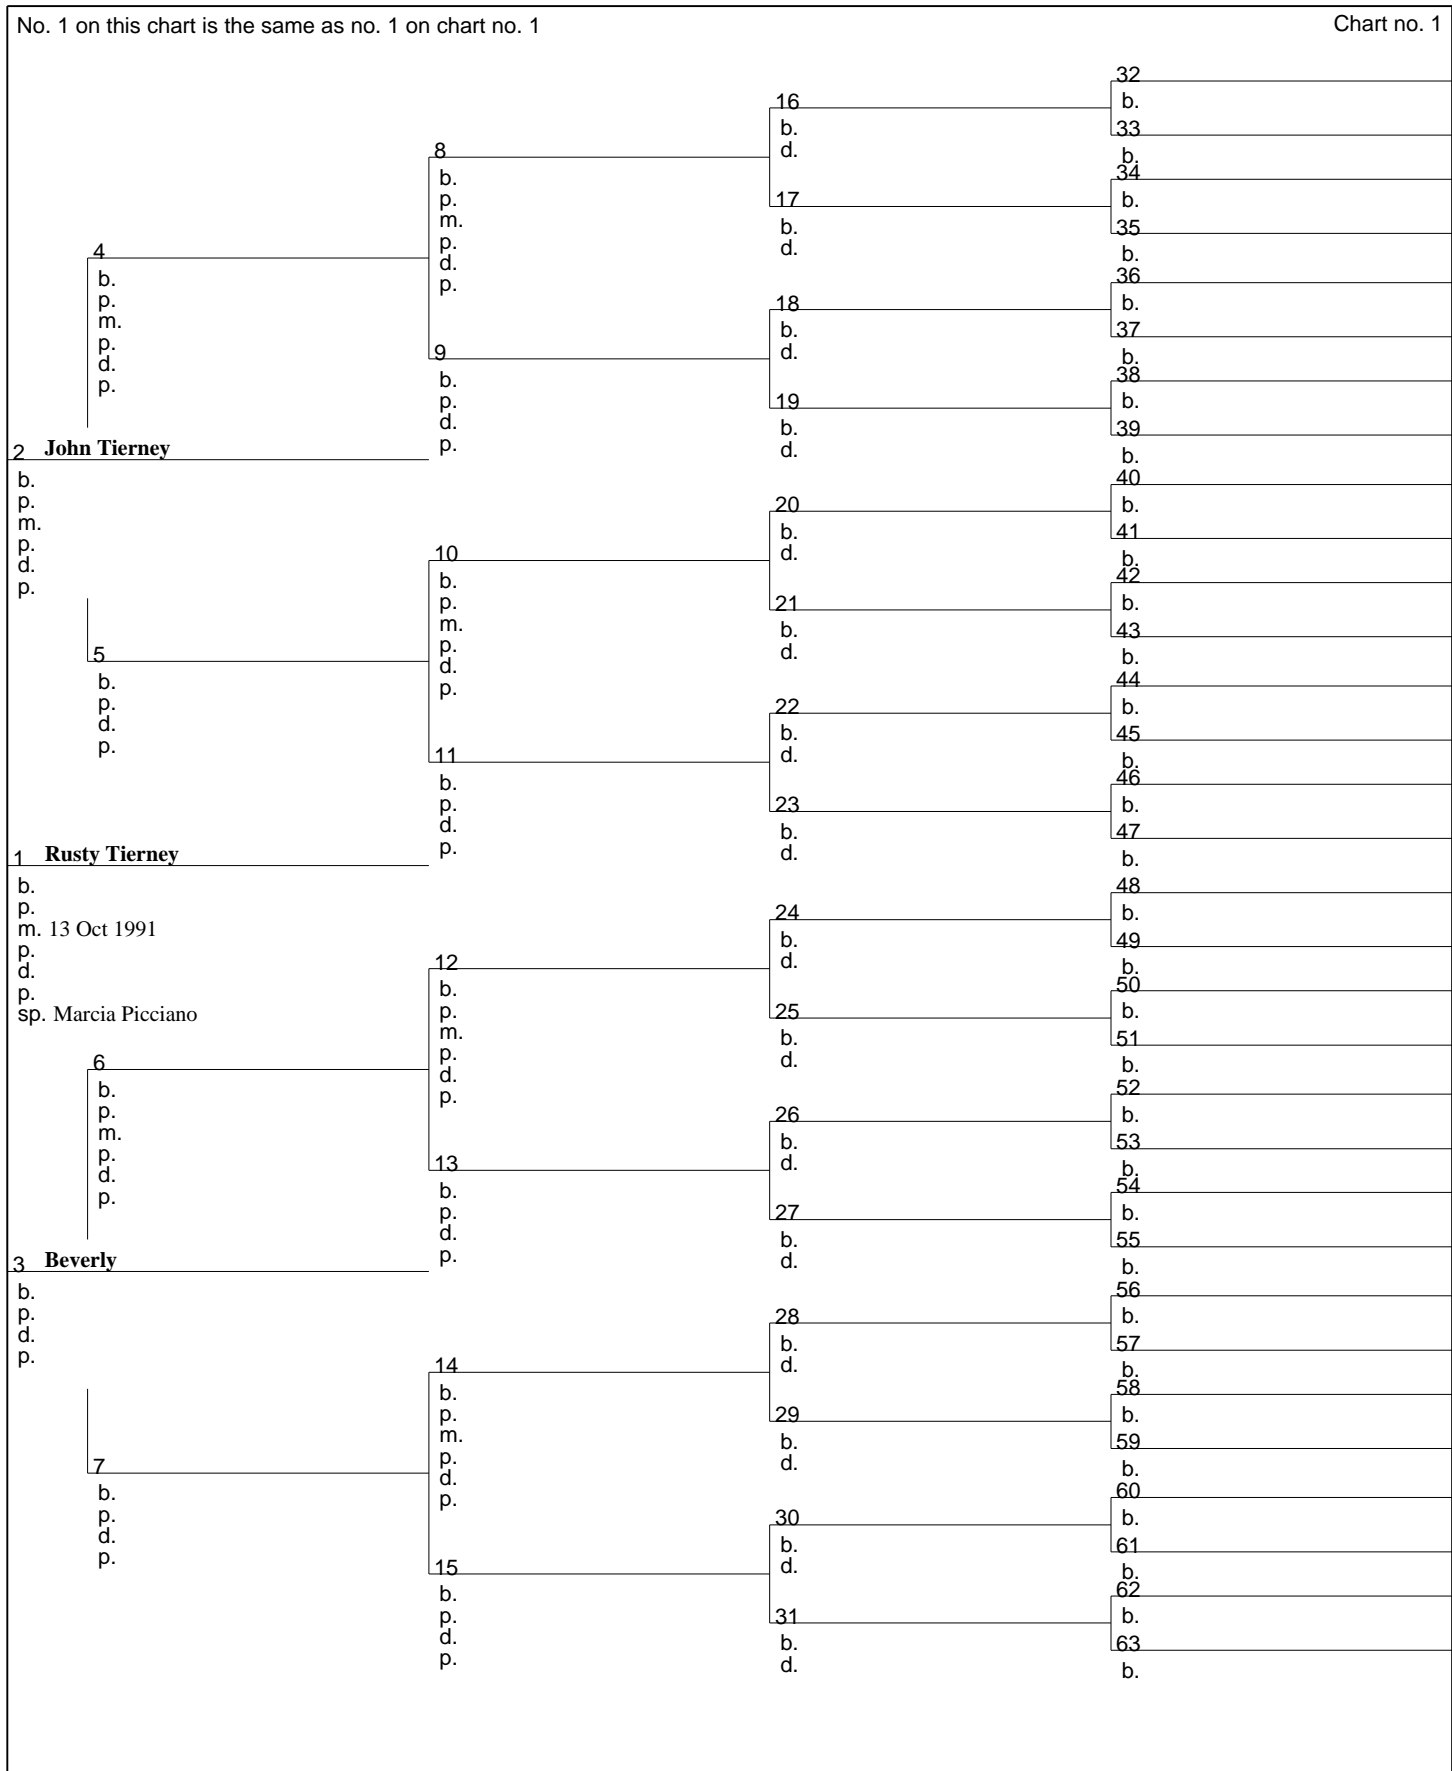 No. 1 on this chart is the same as no. 1 on chart no. 1
Chart no. 1
2 John Tierney
b.
p.
m.
p.
d.
p.
1 Rusty Tierney
b.
p.
m. 13 Oct 1991
p.
d.
p.
sp. Marcia Picciano
3 Beverly
b.
p.
d.
p.
4
b.
p.
m.
p.
d.
p.
5
b.
p.
d.
p.
6
b.
p.
m.
p.
d.
p.
7
b.
p.
d.
p.
8
b.
p.
m.
p.
d.
p.
9
b.
p.
d.
p.
10
b.
p.
m.
p.
d.
p.
11
b.
p.
d.
p.
12
b.
p.
m.
p.
d.
p.
13
b.
p.
d.
p.
14
b.
p.
m.
p.
d.
p.
15
b.
p.
d.
p.
16
b.
d.
17
b.
d.
18
b.
d.
19
b.
d.
20
b.
d.
21
b.
d.
22
b.
d.
23
b.
d.
24
b.
d.
25
b.
d.
26
b.
d.
27
b.
d.
28
b.
d.
29
b.
d.
30
b.
d.
31
b.
d.
32
b.
33
b.
34
b.
35
b.
36
b.
37
b.
38
b.
39
b.
40
b.
41
b.
42
b.
43
b.
44
b.
45
b.
46
b.
47
b.
48
b.
49
b.
50
b.
51
b.
52
b.
53
b.
54
b.
55
b.
56
b.
57
b.
58
b.
59
b.
60
b.
61
b.
62
b.
63
b.